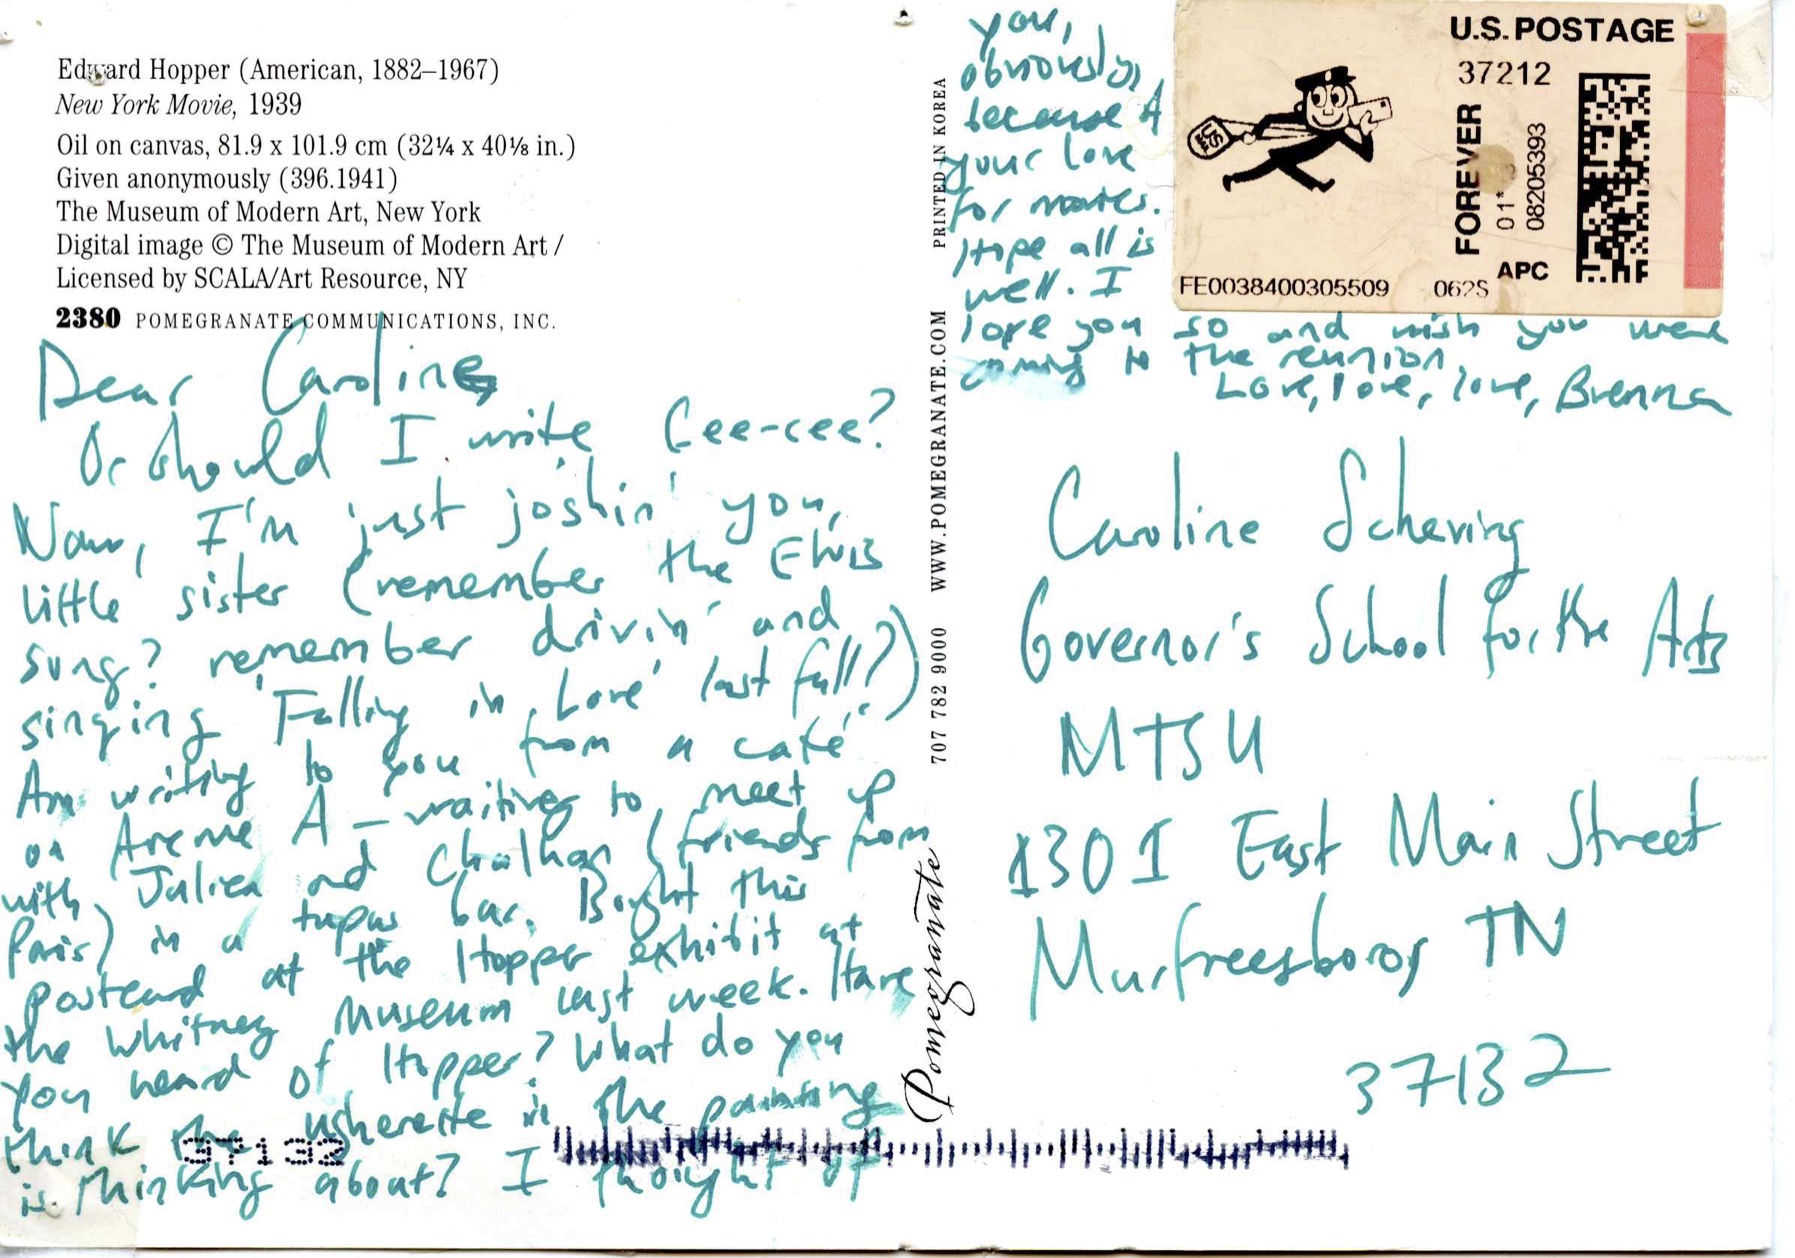 Edward Hopper (American, 1882–1967)
New York Movie, 1939
Oil on canvas, 81.9 x 101.9 cm (32¼ x 40⅛ in.)
Given anonymously (396.1941)
The Museum of Modern Art, New York
Digital image © The Museum of Modern Art /
Licensed by SCALA/Art Resource, NY
2380 POMEGRANATE COMMUNICATIONS, INC.
Dear Caroline,
Or should I write Cee-cee?
Naw, I'm just joshin' you,
little sister (remember the Elvis
song? remember drivin' and
singing 'Falling in Love' last fall?)
Am writing to you from a café
on Avenue A – waiting to meet up
with Julien and (friends from
Paris) in a tapas bar. Bought this
postcard at the Hopper exhibit at
the Whitney Museum last week. Have
you heard of Hopper? What do you
think the usherette in the painting
is thinking about? I thought of
you,
obviously,
because of
your love
for movies.
Hope all is
well. I
love you so and wish you were
coming to the reunion.
Love, love, love, Brenna
707 782 9000 WWW.POMEGRANATE.COM PRINTED IN KOREA
Pomegranate
U.S. POSTAGE
37212
FOREVER
01*
08205393
APC
FE0038400305509 062S
US
Caroline Schering
Governor's School for the Arts
MTSU
1301 East Main Street
Murfreesboro, TN
37132
37132